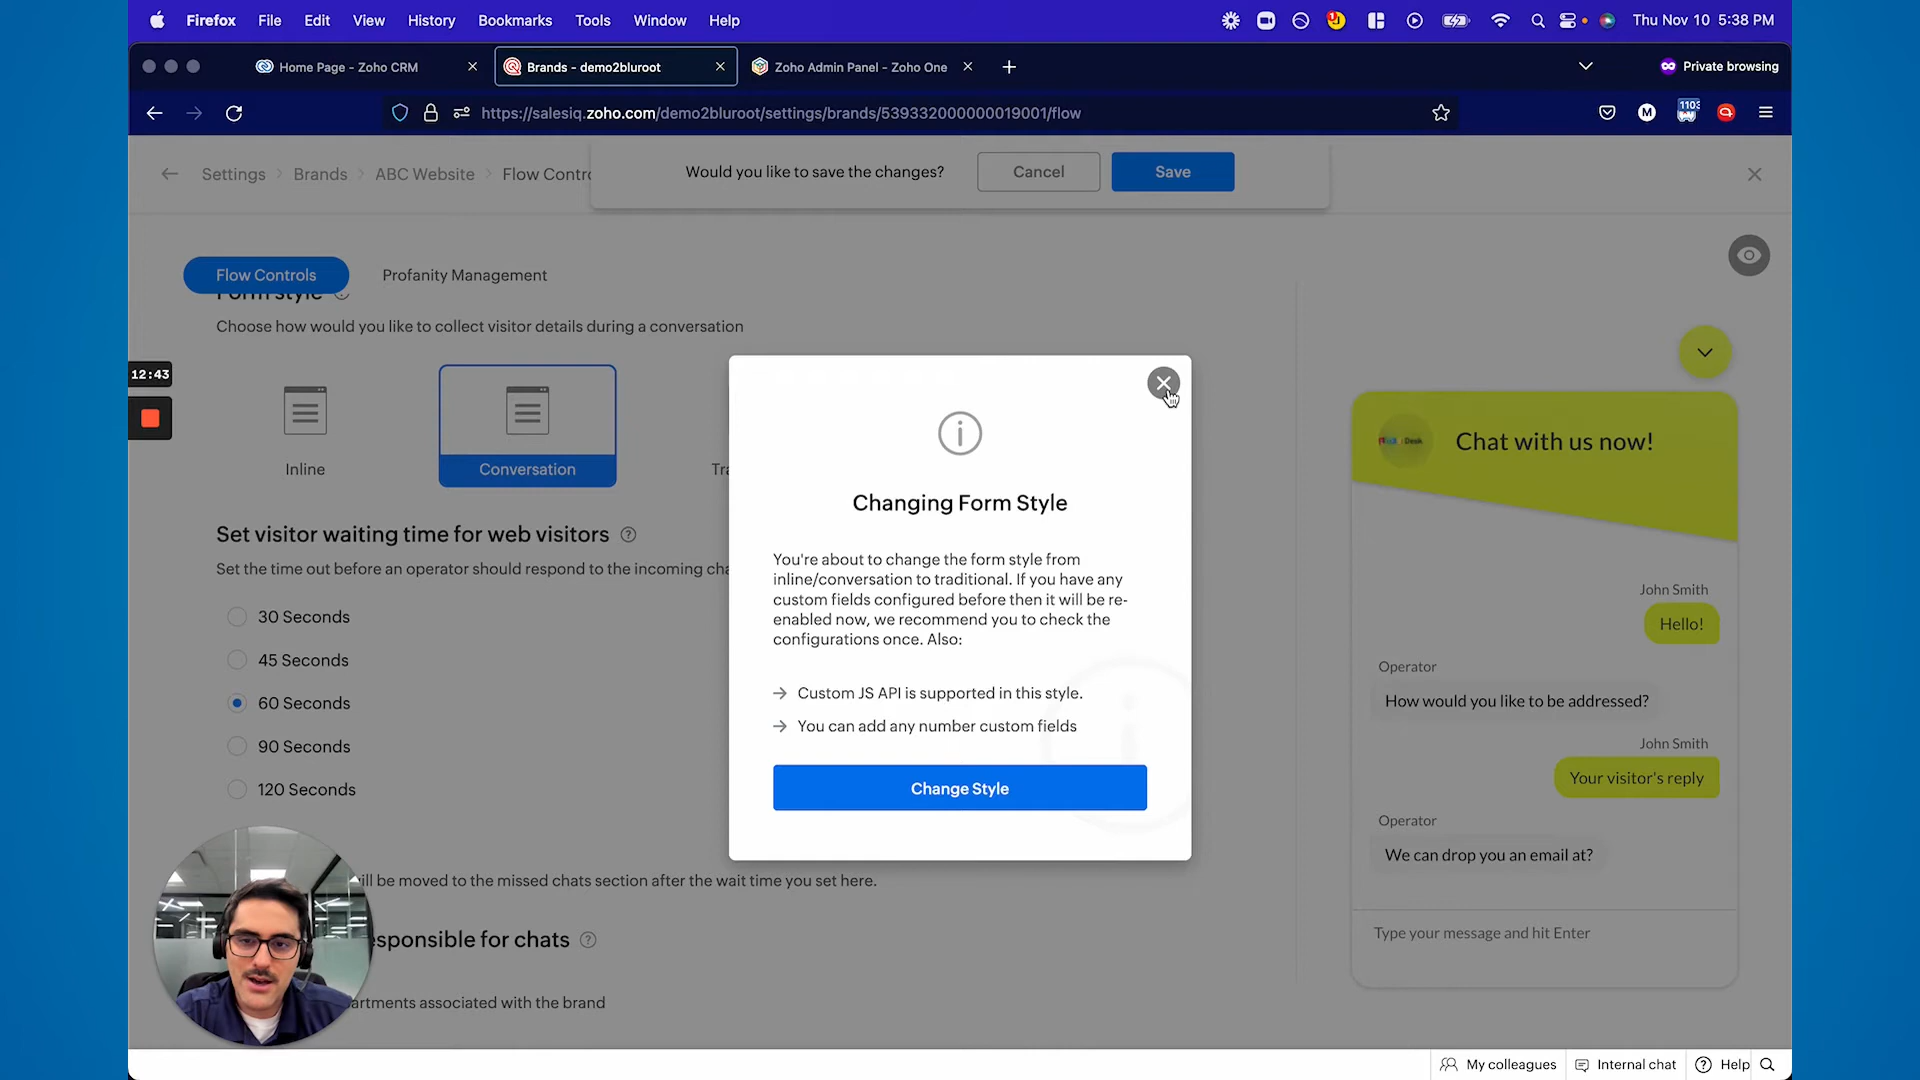 Firefox File Edit View History Bookmarks Tools Window Help Thu Nov 10 5:38 PM
Home Page - Zoho CRM Brands - demo2bluroot Zoho Admin Panel - Zoho One Private browsing
https://salesiq.zoho.com/demo2bluroot/settings/brands/539332000000019001/flow
1103
Settings Brands ABC Website Flow Contro
Would you like to save the changes? Cancel Save
Flow Controls Profanity Management
Form style
Choose how would you like to collect visitor details during a conversation
12:43
Inline Conversation Tra
Set visitor waiting time for web visitors
Set the time out before an operator should respond to the incoming cha
30 Seconds
45 Seconds
60 Seconds
90 Seconds
120 Seconds
ill be moved to the missed chats section after the wait time you set here.
esponsible for chats
artments associated with the brand
Changing Form Style
You're about to change the form style from
inline/conversation to traditional. If you have any
custom fields configured before then it will be re-
enabled now, we recommend you to check the
configurations once. Also:
Custom JS API is supported in this style.
You can add any number custom fields
Change Style
Chat with us now!
John Smith
Hello!
Operator
How would you like to be addressed?
John Smith
Your visitor's reply
Operator
We can drop you an email at?
Type your message and hit Enter
My colleagues Internal chat Help